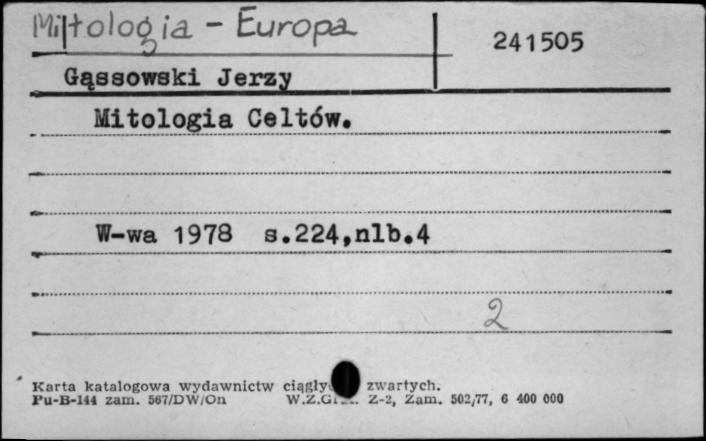 Mitologia - Europa
241505
Gąssowski Jerzy
Mitologia Celtów.
W-wa 1978 s.224,nlb.4
2
Karta katalogowa wydawnictw zwartych.
Pu-B-144 zam. 567/DW/On Z-2, Zam. 502/77, 6 400 000